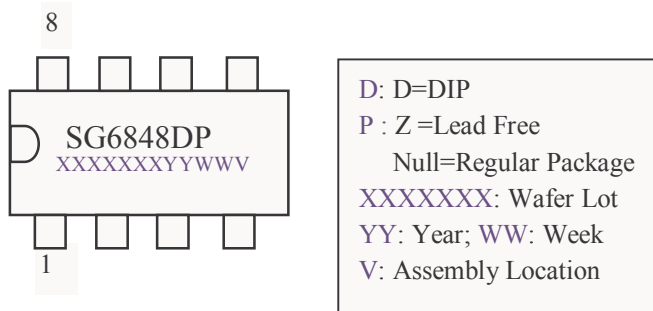 8
SG6848DP
XXXXXXXYYWWV
1
D: D=DIP
P : Z =Lead Free
Null=Regular Package
XXXXXXX: Wafer Lot
YY: Year; WW: Week
V: Assembly Location